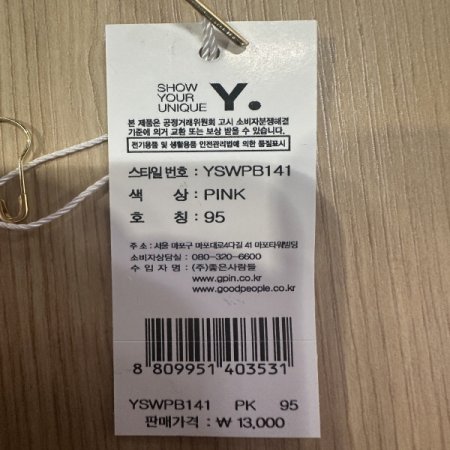 SHOW
YOUR
UNIQUE
Y.
본 제품은 공정거래위원회 고시 소비자분쟁해결
기준에 의거 교환 또는 보상 받을 수 있습니다.
전기용품 및 생활용품 안전관리법에 의한 품질표시
스타일 번호 : YSWPB141
색 상 : PINK
호 칭 : 95
주 소 : 서울 마포구 마포대로4다길 41 마포타워빌딩
소비자상담실 : 080-320-6600
수 입 자 명 : (주)좋은사람들
www.gpin.co.kr
www.goodpeople.co.kr
8 809951 403531
YSWPB141 PK 95
판매가격 : ₩ 13,000